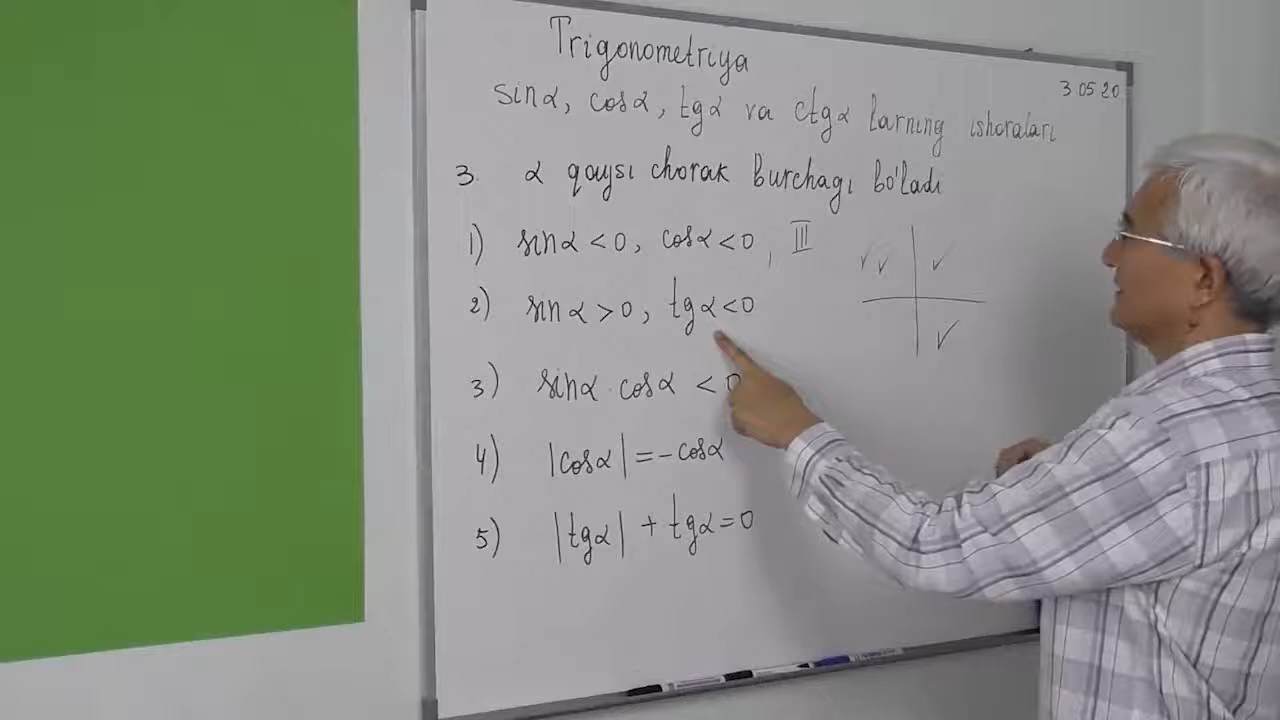 Trigonometriya
3 05 20
sinα, cosα, tgα va ctgα larning ishoralari
3. α qaysi chorak burchagi bo'ladi
1) sinα < 0, cosα < 0, III
2) sinα > 0, tgα < 0
3) sinα · cosα < 0
4) |cosα| = - cosα
5) |tgα| + tgα = 0